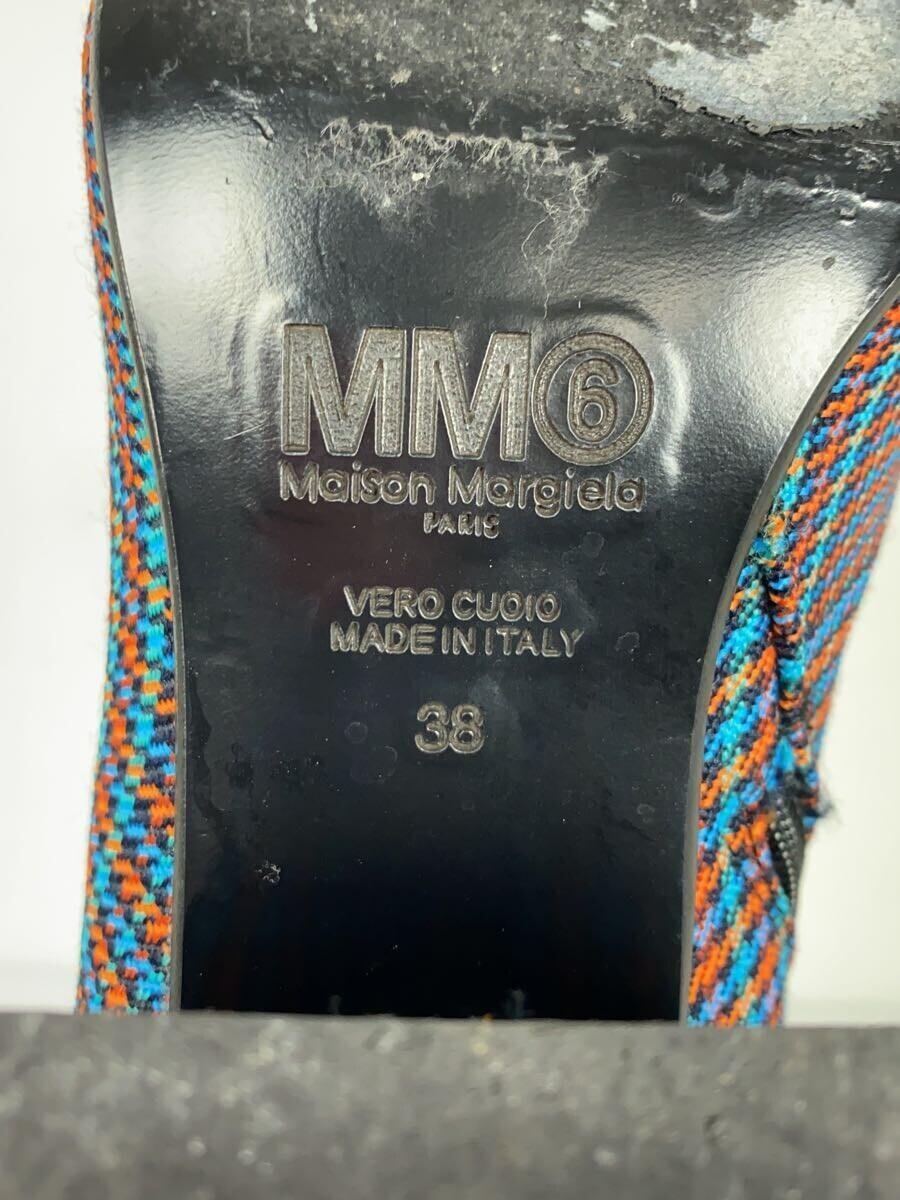 MM⑥
Maison Margiela
PARIS
VERO CUOIO
MADE IN ITALY
38